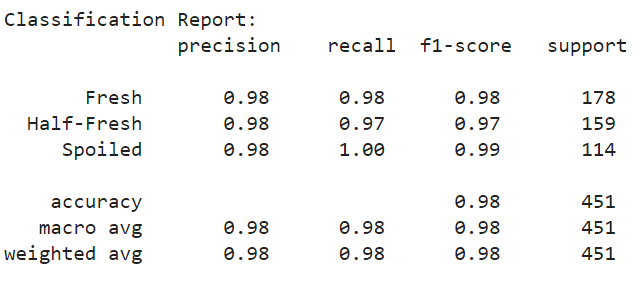 Classification Report:
precision recall f1-score support
Fresh 0.98 0.98 0.98 178
Half-Fresh 0.98 0.97 0.97 159
Spoiled 0.98 1.00 0.99 114
accuracy 0.98 451
macro avg 0.98 0.98 0.98 451
weighted avg 0.98 0.98 0.98 451